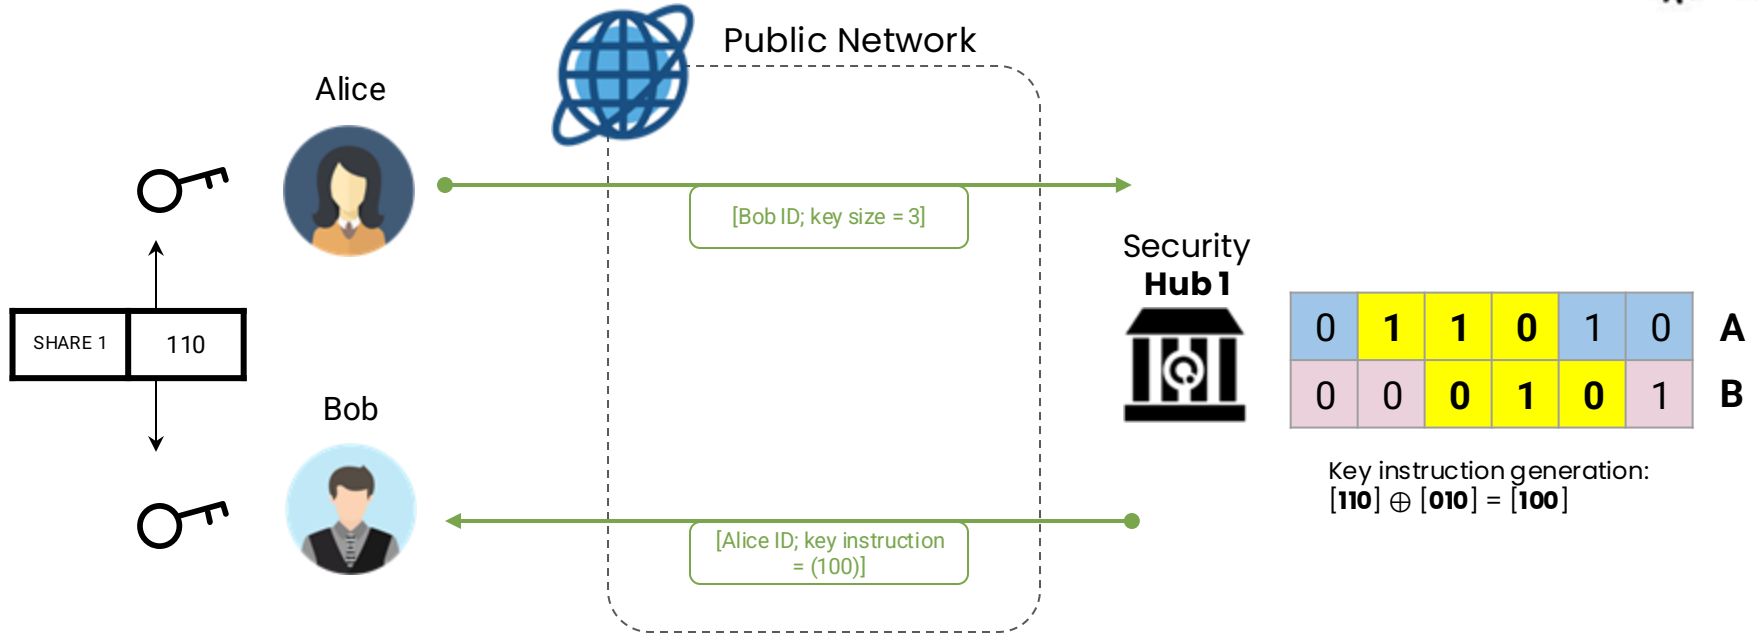 Public Network
Alice
[Bob ID; key size = 3]
Security
Hub 1
0 1 1 0 1 0 A
0 0 0 1 0 1 B
SHARE 1 110
Bob
Key instruction generation:
[110] ⊕ [010] = [100]
[Alice ID; key instruction
= (100)]